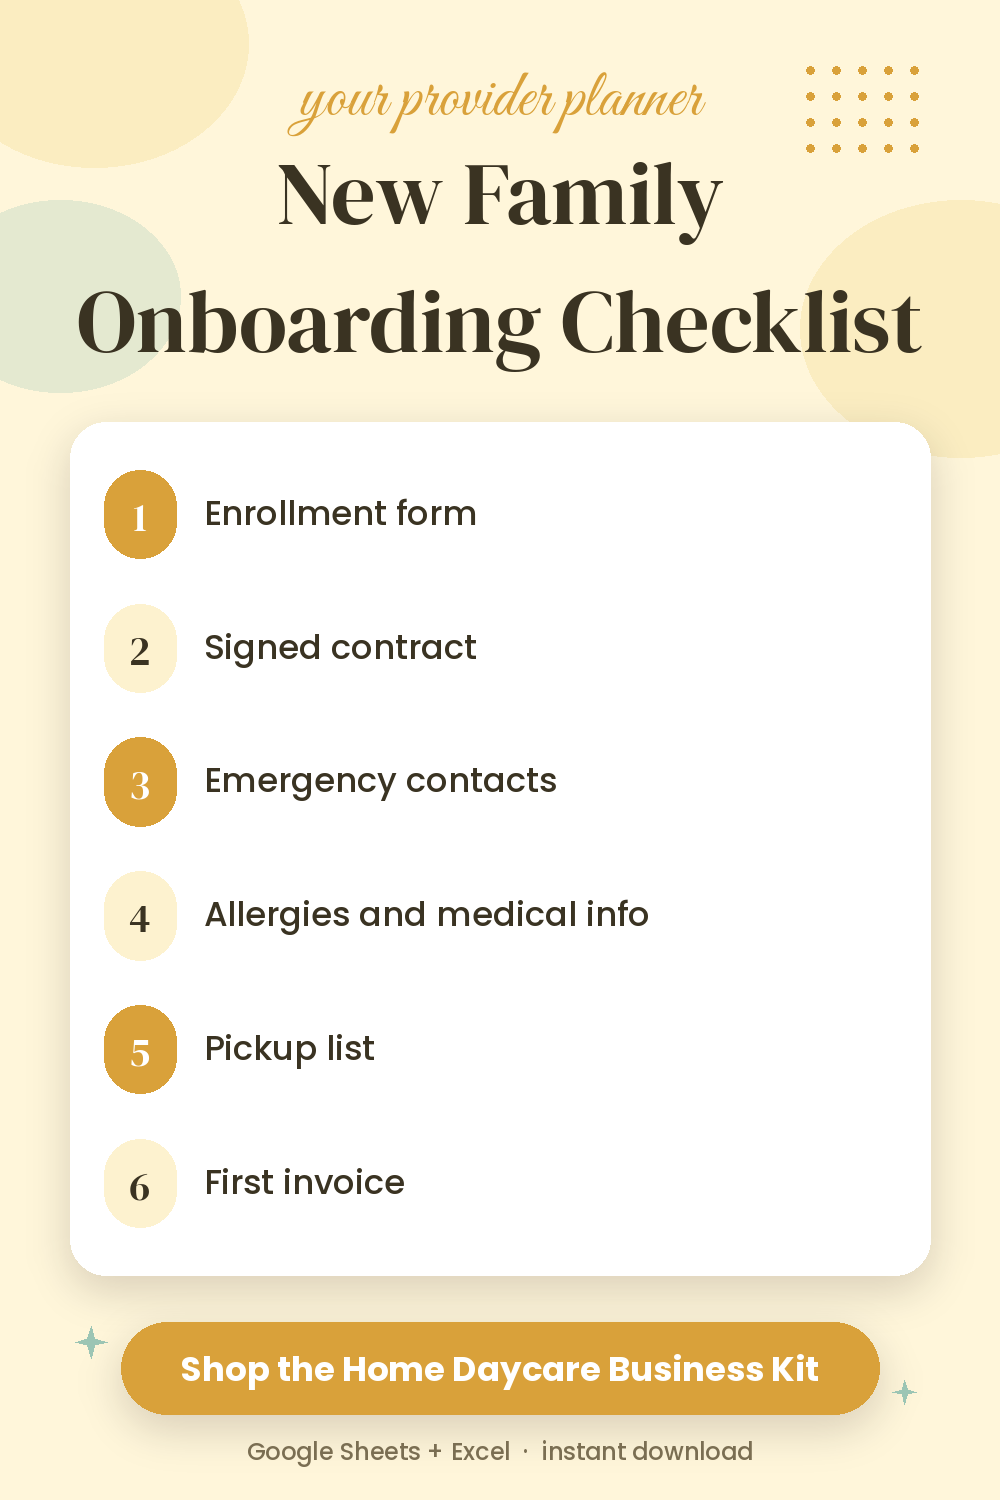 your provider planner
New Family
Onboarding Checklist
1 Enrollment form
2 Signed contract
3 Emergency contacts
4 Allergies and medical info
5 Pickup list
6 First invoice
Shop the Home Daycare Business Kit
Google Sheets + Excel · instant download